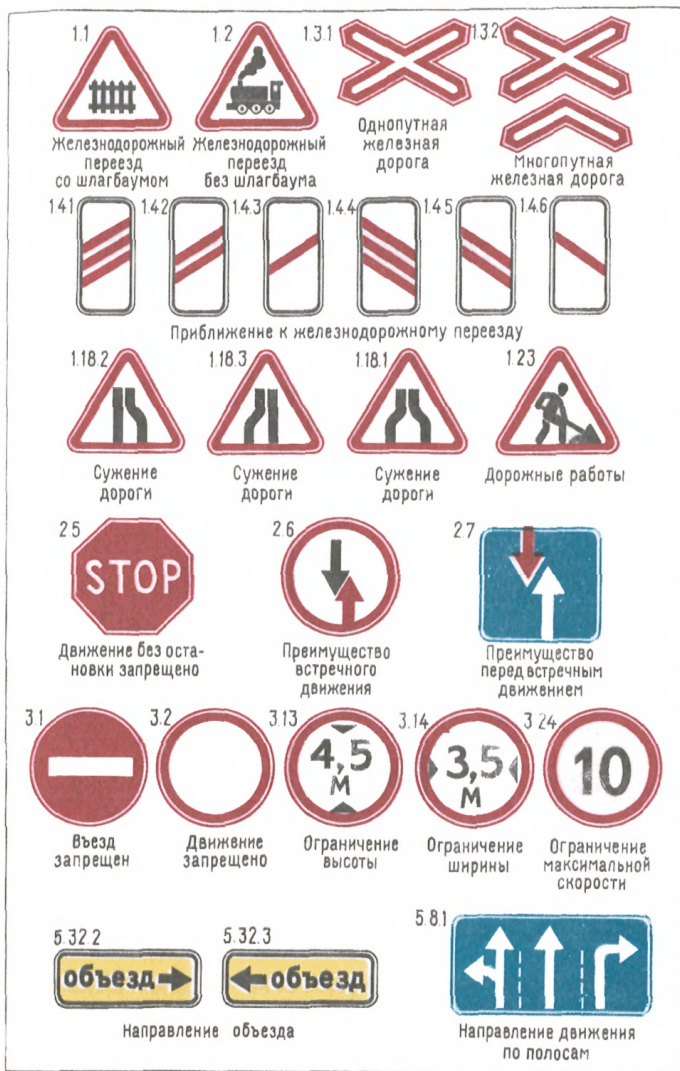 1.1
1.2
1.3.1
1.3.2
Железнодорожный
переезд
со шлагбаумом
Железнодорожный
переезд
без шлагбаума
Однопутная
железная
дорога
Многопутная
железная дорога
1.4.1
1.4.2
1.4.3
1.4.4
1.4.5
1.4.6
Приближение к железнодорожному переезду
1.18.2
1.18.3
1.18.1
1.23
Сужение
дороги
Сужение
дороги
Сужение
дороги
Дорожные работы
2.5
2.6
2.7
STOP
Движение без оста-
новки запрещено
Преимущество
встречного
движения
Преимущество
перед встречным
движением
3.1
3.2
3.13
3.14
3.24
4,5
м
3,5
м
10
Въезд
запрещен
Движение
запрещено
Ограничение
высоты
Ограничение
ширины
Ограничение
максимальной
скорости
5.32.2
5.32.3
5.8.1
объезд
объезд
Направление объезда
Направление движения
по полосам